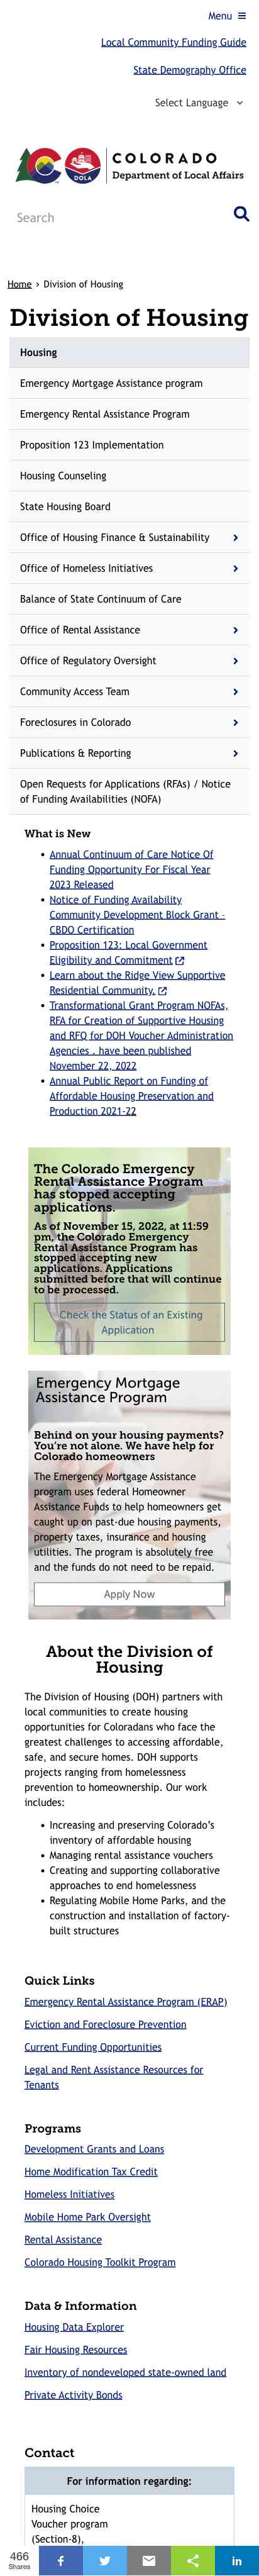 Menu ≡
Local Community Funding Guide
State Demography Office
Select Language
DOLA
COLORADO
Department of Local Affairs
Search
Home › Division of Housing
Division of Housing
Housing
Emergency Mortgage Assistance program
Emergency Rental Assistance Program
Proposition 123 Implementation
Housing Counseling
State Housing Board
Office of Housing Finance & Sustainability
Office of Homeless Initiatives
Balance of State Continuum of Care
Office of Rental Assistance
Office of Regulatory Oversight
Community Access Team
Foreclosures in Colorado
Publications & Reporting
Open Requests for Applications (RFAs) / Notice
of Funding Availabilities (NOFA)
What is New
• Annual Continuum of Care Notice Of
Funding Opportunity For Fiscal Year
2023 Released
• Notice of Funding Availability
Community Development Block Grant -
CBDO Certification
• Proposition 123: Local Government
Eligibility and Commitment
• Learn about the Ridge View Supportive
Residential Community.
• Transformational Grant Program NOFAs,
RFA for Creation of Supportive Housing
and RFQ for DOH Voucher Administration
Agencies . have been published
November 22, 2022
• Annual Public Report on Funding of
Affordable Housing Preservation and
Production 2021-22
The Colorado Emergency
Rental Assistance Program
has stopped accepting
applications.
As of November 15, 2022, at 11:59
pm, the Colorado Emergency
Rental Assistance Program has
stopped accepting new
applications. Applications
submitted before that will continue
to be processed.
Check the Status of an Existing
Application
Emergency Mortgage
Assistance Program
Behind on your housing payments?
You’re not alone. We have help for
Colorado homeowners
The Emergency Mortgage Assistance
program uses federal Homeowner
Assistance Funds to help homeowners get
caught up on past-due housing payments,
property taxes, insurance and housing
utilities. The program is absolutely free
and the funds do not need to be repaid.
Apply Now
About the Division of
Housing
The Division of Housing (DOH) partners with
local communities to create housing
opportunities for Coloradans who face the
greatest challenges to accessing affordable,
safe, and secure homes. DOH supports
projects ranging from homelessness
prevention to homeownership. Our work
includes:
• Increasing and preserving Colorado’s
inventory of affordable housing
• Managing rental assistance vouchers
• Creating and supporting collaborative
approaches to end homelessness
• Regulating Mobile Home Parks, and the
construction and installation of factory-
built structures
Quick Links
Emergency Rental Assistance Program (ERAP)
Eviction and Foreclosure Prevention
Current Funding Opportunities
Legal and Rent Assistance Resources for
Tenants
Programs
Development Grants and Loans
Home Modification Tax Credit
Homeless Initiatives
Mobile Home Park Oversight
Rental Assistance
Colorado Housing Toolkit Program
Data & Information
Housing Data Explorer
Fair Housing Resources
Inventory of nondeveloped state-owned land
Private Activity Bonds
Contact
For information regarding:
Housing Choice
Voucher program
(Section-8),
466
Shares